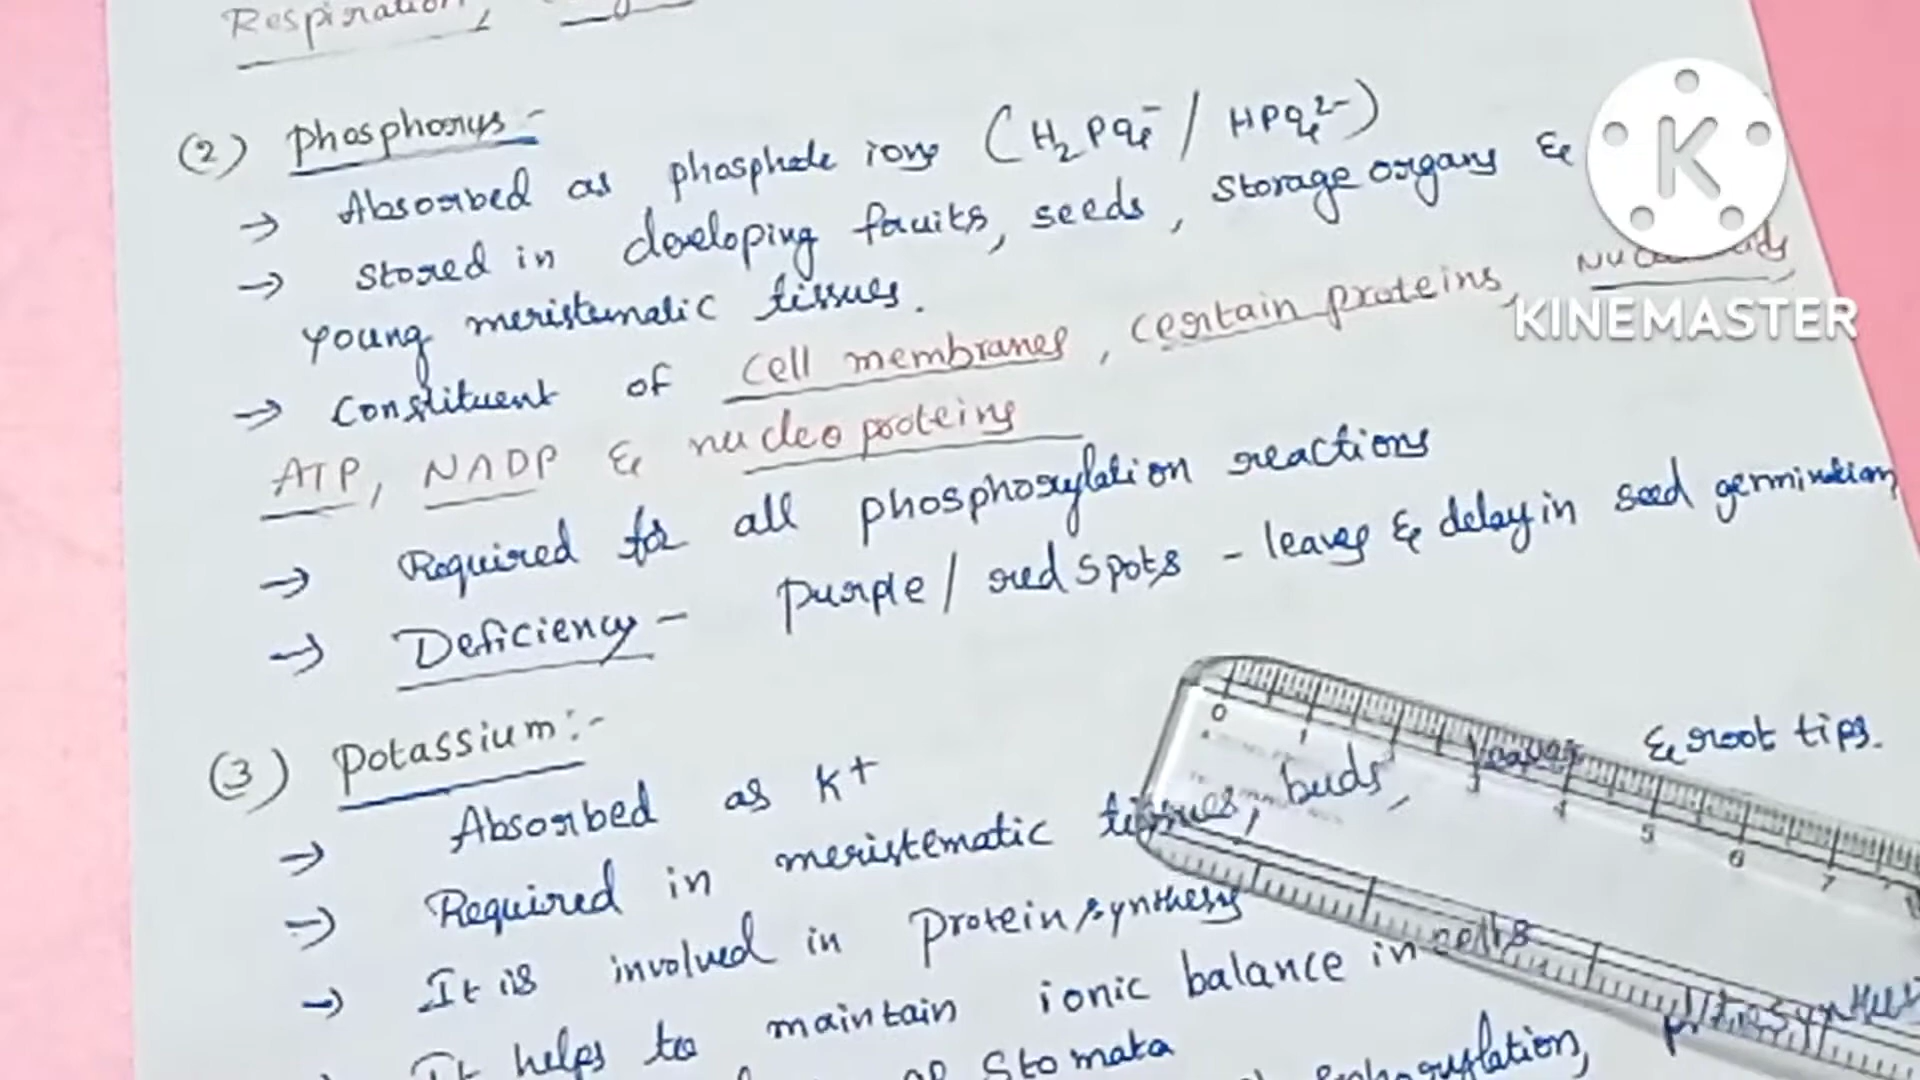 Respiration,
(2) Phosphorus :-
→ Absorbed as phosphate ions (H₂PO₄⁻ / HPO₄²⁻)
→ Stored in developing fruits, seeds, storage organs &
young meristematic tissues.
→ Constituent of cell membranes, certain proteins,
ATP, NADP & nucleoproteins
→ Required for all phosphorylation reactions
→ Deficiency - Purple / red spots - leaves & delay in seed germination
(3) Potassium :-
→ Absorbed as K+
→ Required in meristematic tissues, buds, leaves & root tips.
→ It is involved in Protein synthesis
→ It helps to maintain ionic balance in cells
of Stomata
K
KINEMASTER